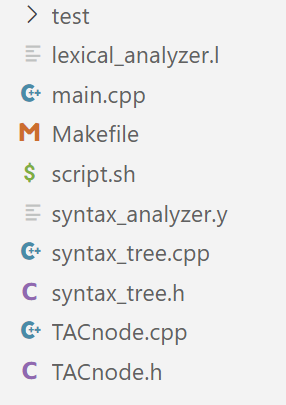 test
lexical_analyzer.l
main.cpp
Makefile
script.sh
syntax_analyzer.y
syntax_tree.cpp
syntax_tree.h
TACnode.cpp
TACnode.h